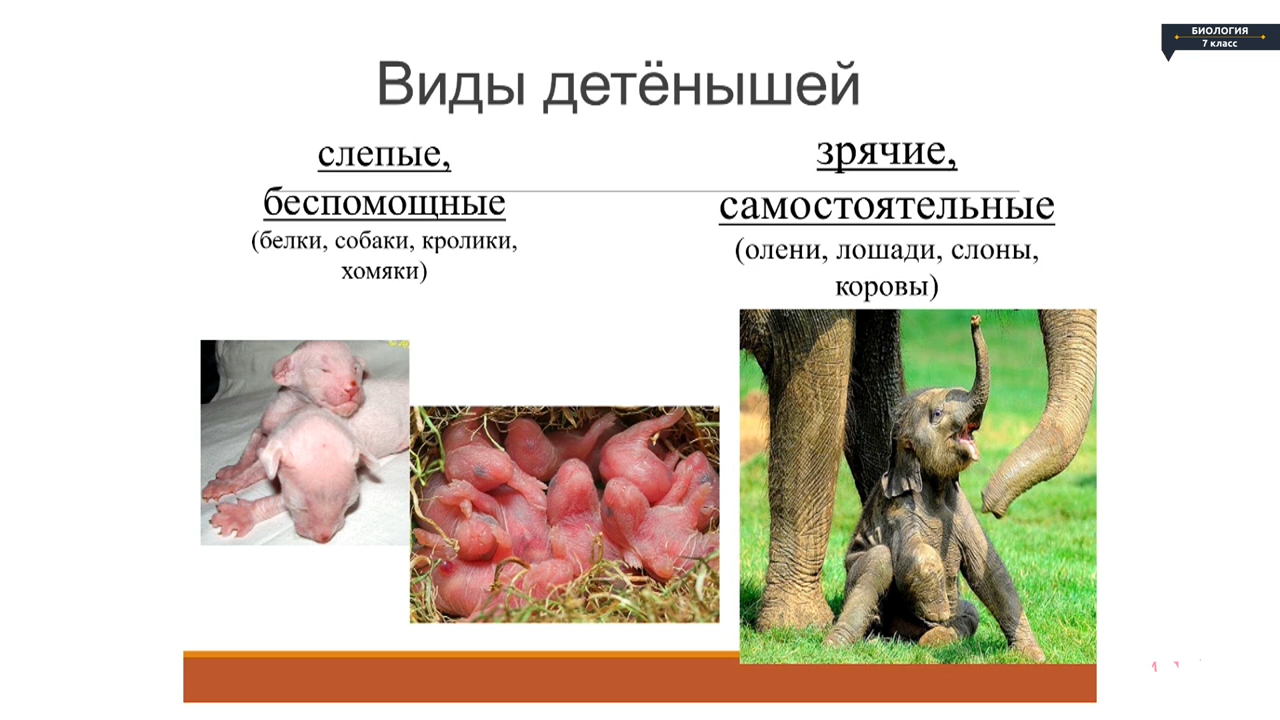 БИОЛОГИЯ
7 класс
Виды детёнышей
слепые,
беспомощные
(белки, собаки, кролики,
хомяки)
зрячие,
самостоятельные
(олени, лошади, слоны,
коровы)